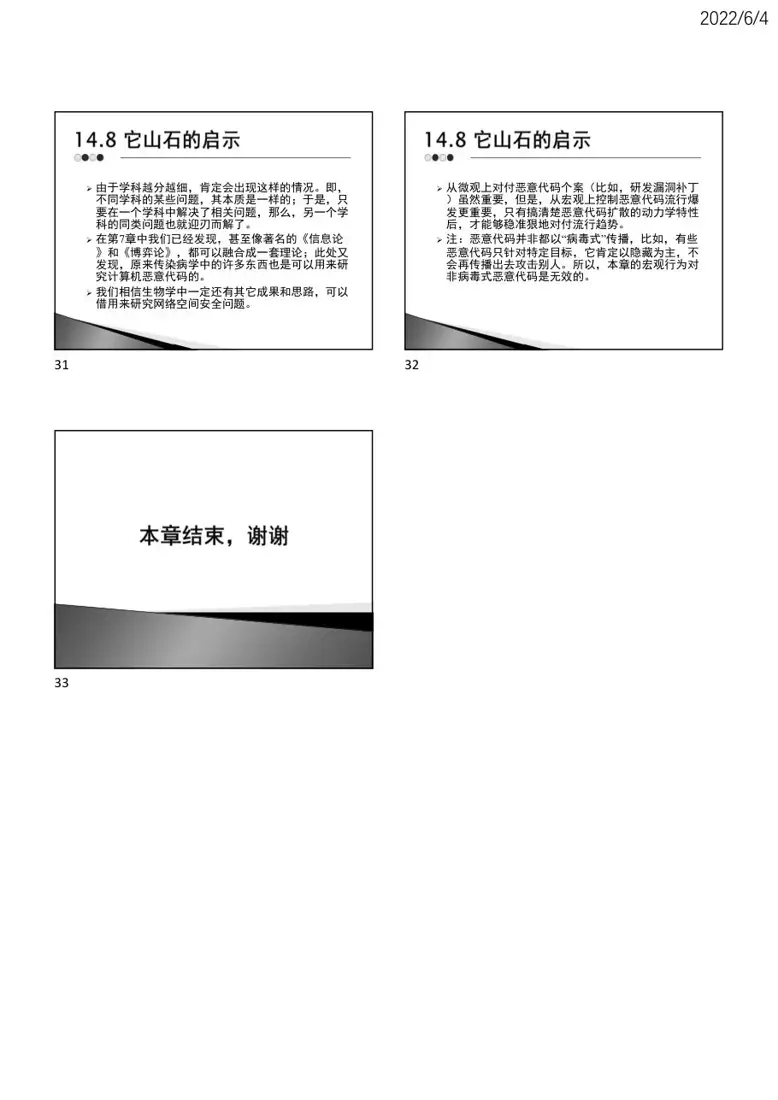 2022/6/4
14.8 它山石的启示
➢ 由于学科越分越细，肯定会出现这样的情况。即，
不同学科的某些问题，其本质是一样的；于是，只
要在一个学科中解决了相关问题，那么，另一个学
科的同类问题也就迎刃而解了。
➢ 在第7章中我们已经发现，甚至像著名的《信息论
》和《博弈论》，都可以融合成一套理论；此处又
发现，原来传染病学中的许多东西也是可以用来研
究计算机恶意代码的。
➢ 我们相信生物学中一定还有其它成果和思路，可以
借用来研究网络空间安全问题。
31
14.8 它山石的启示
➢ 从微观上对付恶意代码个案（比如，研发漏洞补丁
）虽然重要，但是，从宏观上控制恶意代码流行爆
发更重要，只有搞清楚恶意代码扩散的动力学特性
后，才能够稳准狠地对付流行趋势。
➢ 注：恶意代码并非都以“病毒式”传播，比如，有些
恶意代码只针对特定目标，它肯定以隐藏为主，不
会再传播出去攻击别人。所以，本章的宏观行为对
非病毒式恶意代码是无效的。
32
本章结束，谢谢
33